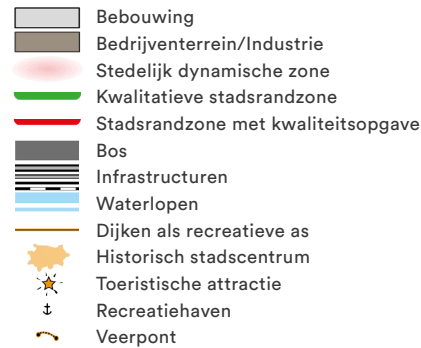 Bebouwing
Bedrijventerrein/Industrie
Stedelijk dynamische zone
Kwalitatieve stadsrandzone
Stadsrandzone met kwaliteitsopgave
Bos
Infrastructuren
Waterlopen
Dijken als recreatieve as
Historisch stadscentrum
Toeristische attractie
Recreatiehaven
Veerpont